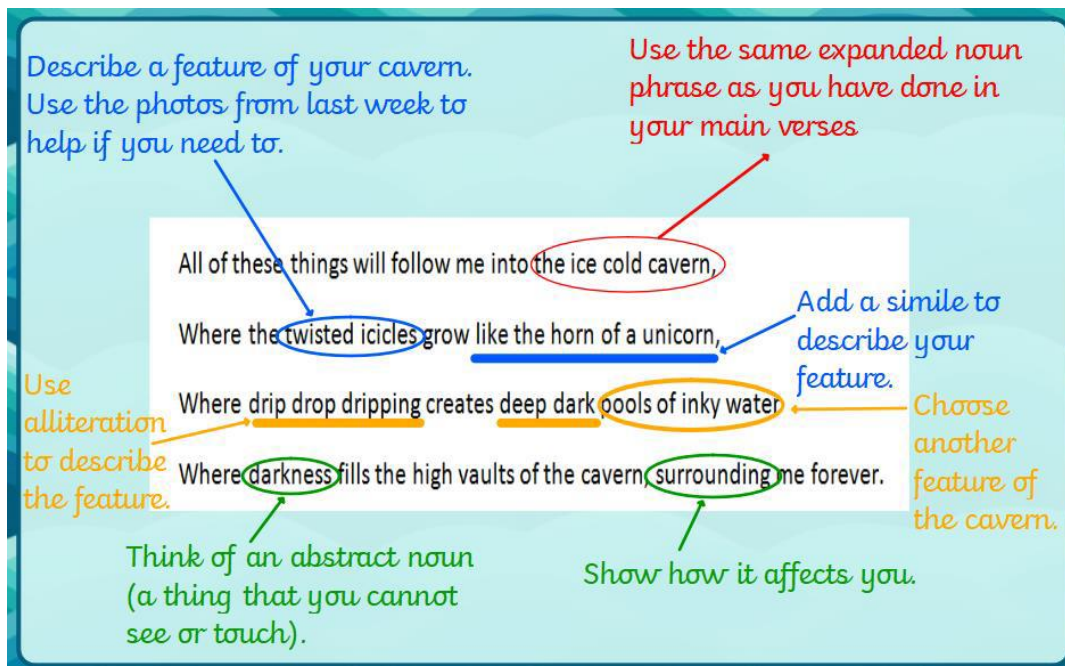 Describe a feature of your cavern.
Use the photos from last week to
help if you need to.
Use the same expanded noun
phrase as you have done in
your main verses
All of these things will follow me into the ice cold cavern,
Where the twisted icicles grow like the horn of a unicorn,
Add a simile to
describe your
feature.
Where drip drop dripping creates deep dark pools of inky water
Use
alliteration
to describe
the feature.
Choose
another
feature of
the cavern.
Where darkness fills the high vaults of the cavern, surrounding me forever.
Think of an abstract noun
(a thing that you cannot
see or touch).
Show how it affects you.